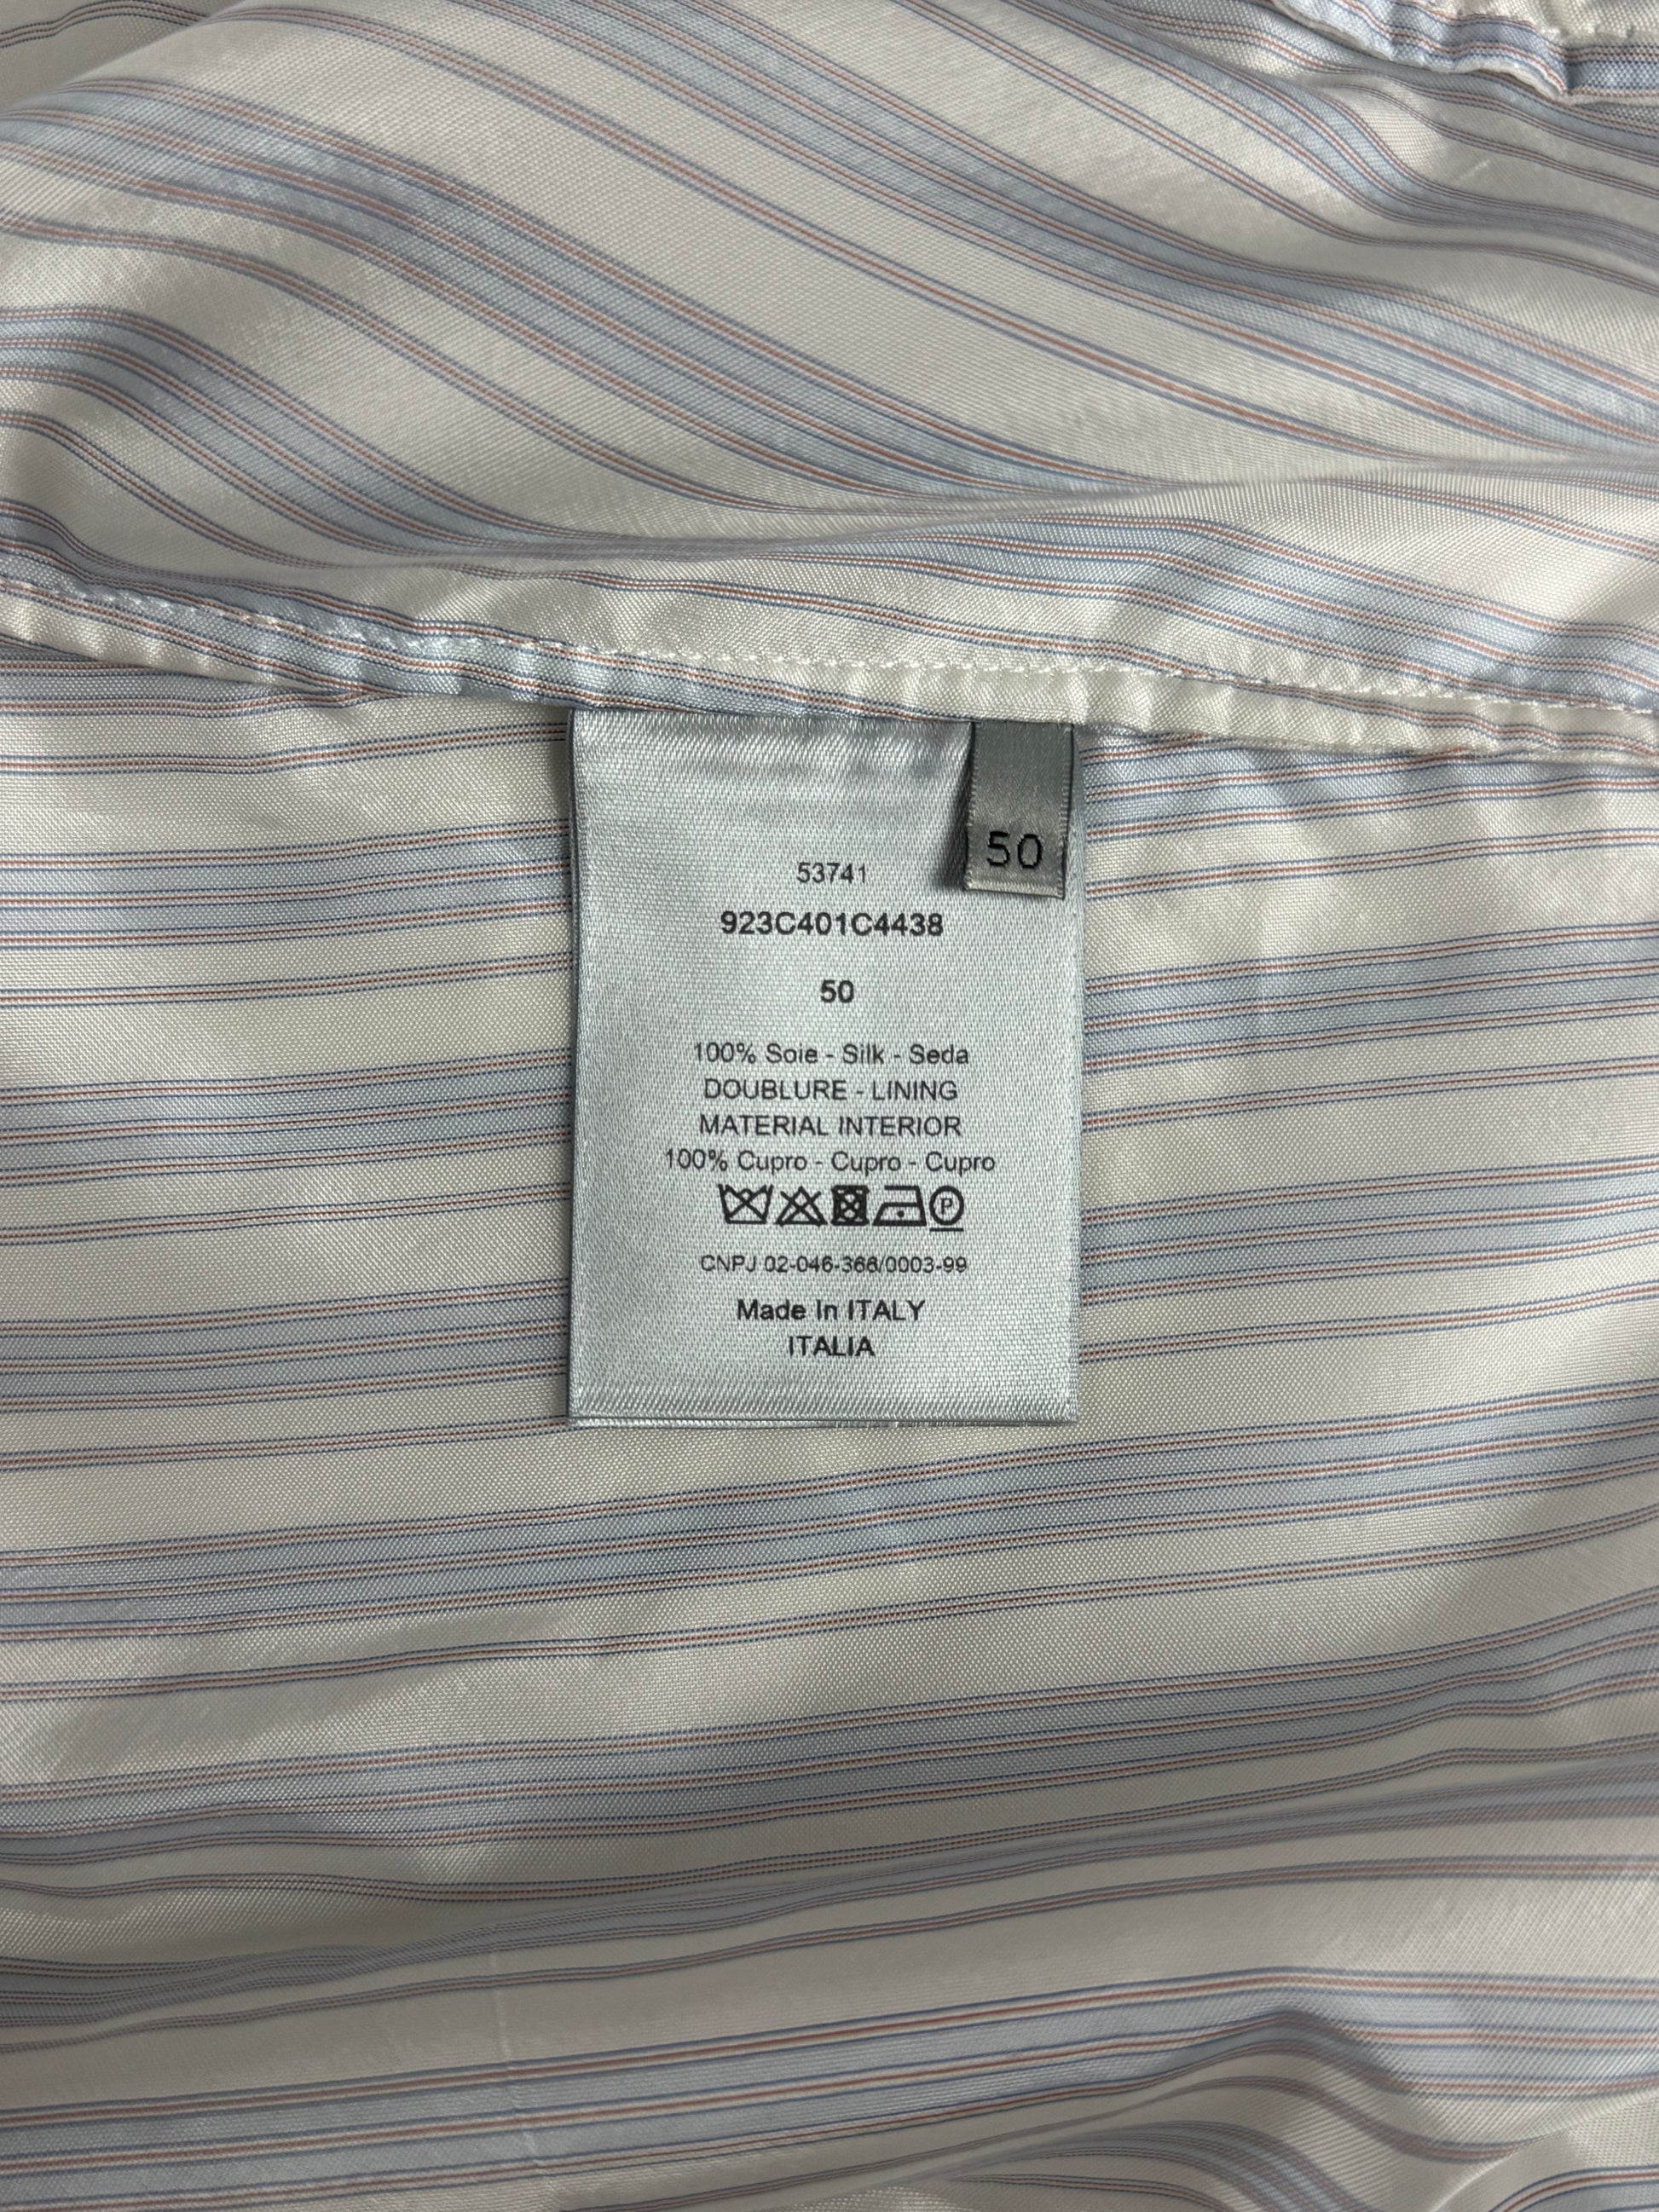 50
53741
923C401C4438
50
100% Soie - Silk - Seda
DOUBLURE - LINING
MATERIAL INTERIOR
100% Cupro - Cupro - Cupro
P
CNPJ 02-046-366/0003-99
Made In ITALY
ITALIA